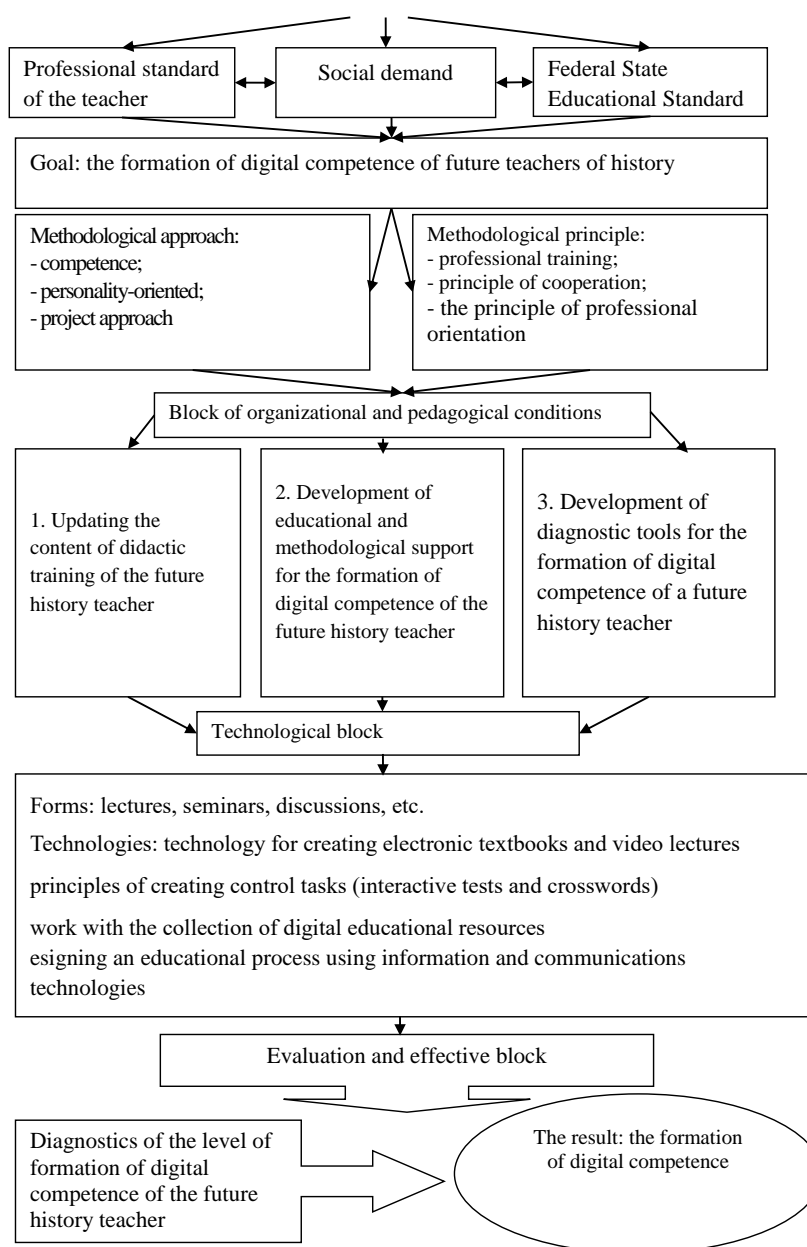 Professional standard
of the teacher
Social demand
Federal State
Educational Standard
Goal: the formation of digital competence of future teachers of history
Methodological approach:
- competence;
- personality-oriented;
- project approach
Methodological principle:
- professional training;
- principle of cooperation;
- the principle of professional
orientation
Block of organizational and pedagogical conditions
1. Updating the
content of didactic
training of the future
history teacher
2. Development of
educational and
methodological support
for the formation of
digital competence of the
future history teacher
3. Development of
diagnostic tools for the
formation of digital
competence of a future
history teacher
Technological block
Forms: lectures, seminars, discussions, etc.
Technologies: technology for creating electronic textbooks and video lectures
principles of creating control tasks (interactive tests and crosswords)
work with the collection of digital educational resources
esigning an educational process using information and communications
technologies
Evaluation and effective block
Diagnostics of the level of
formation of digital
competence of the future
history teacher
The result: the formation
of digital competence